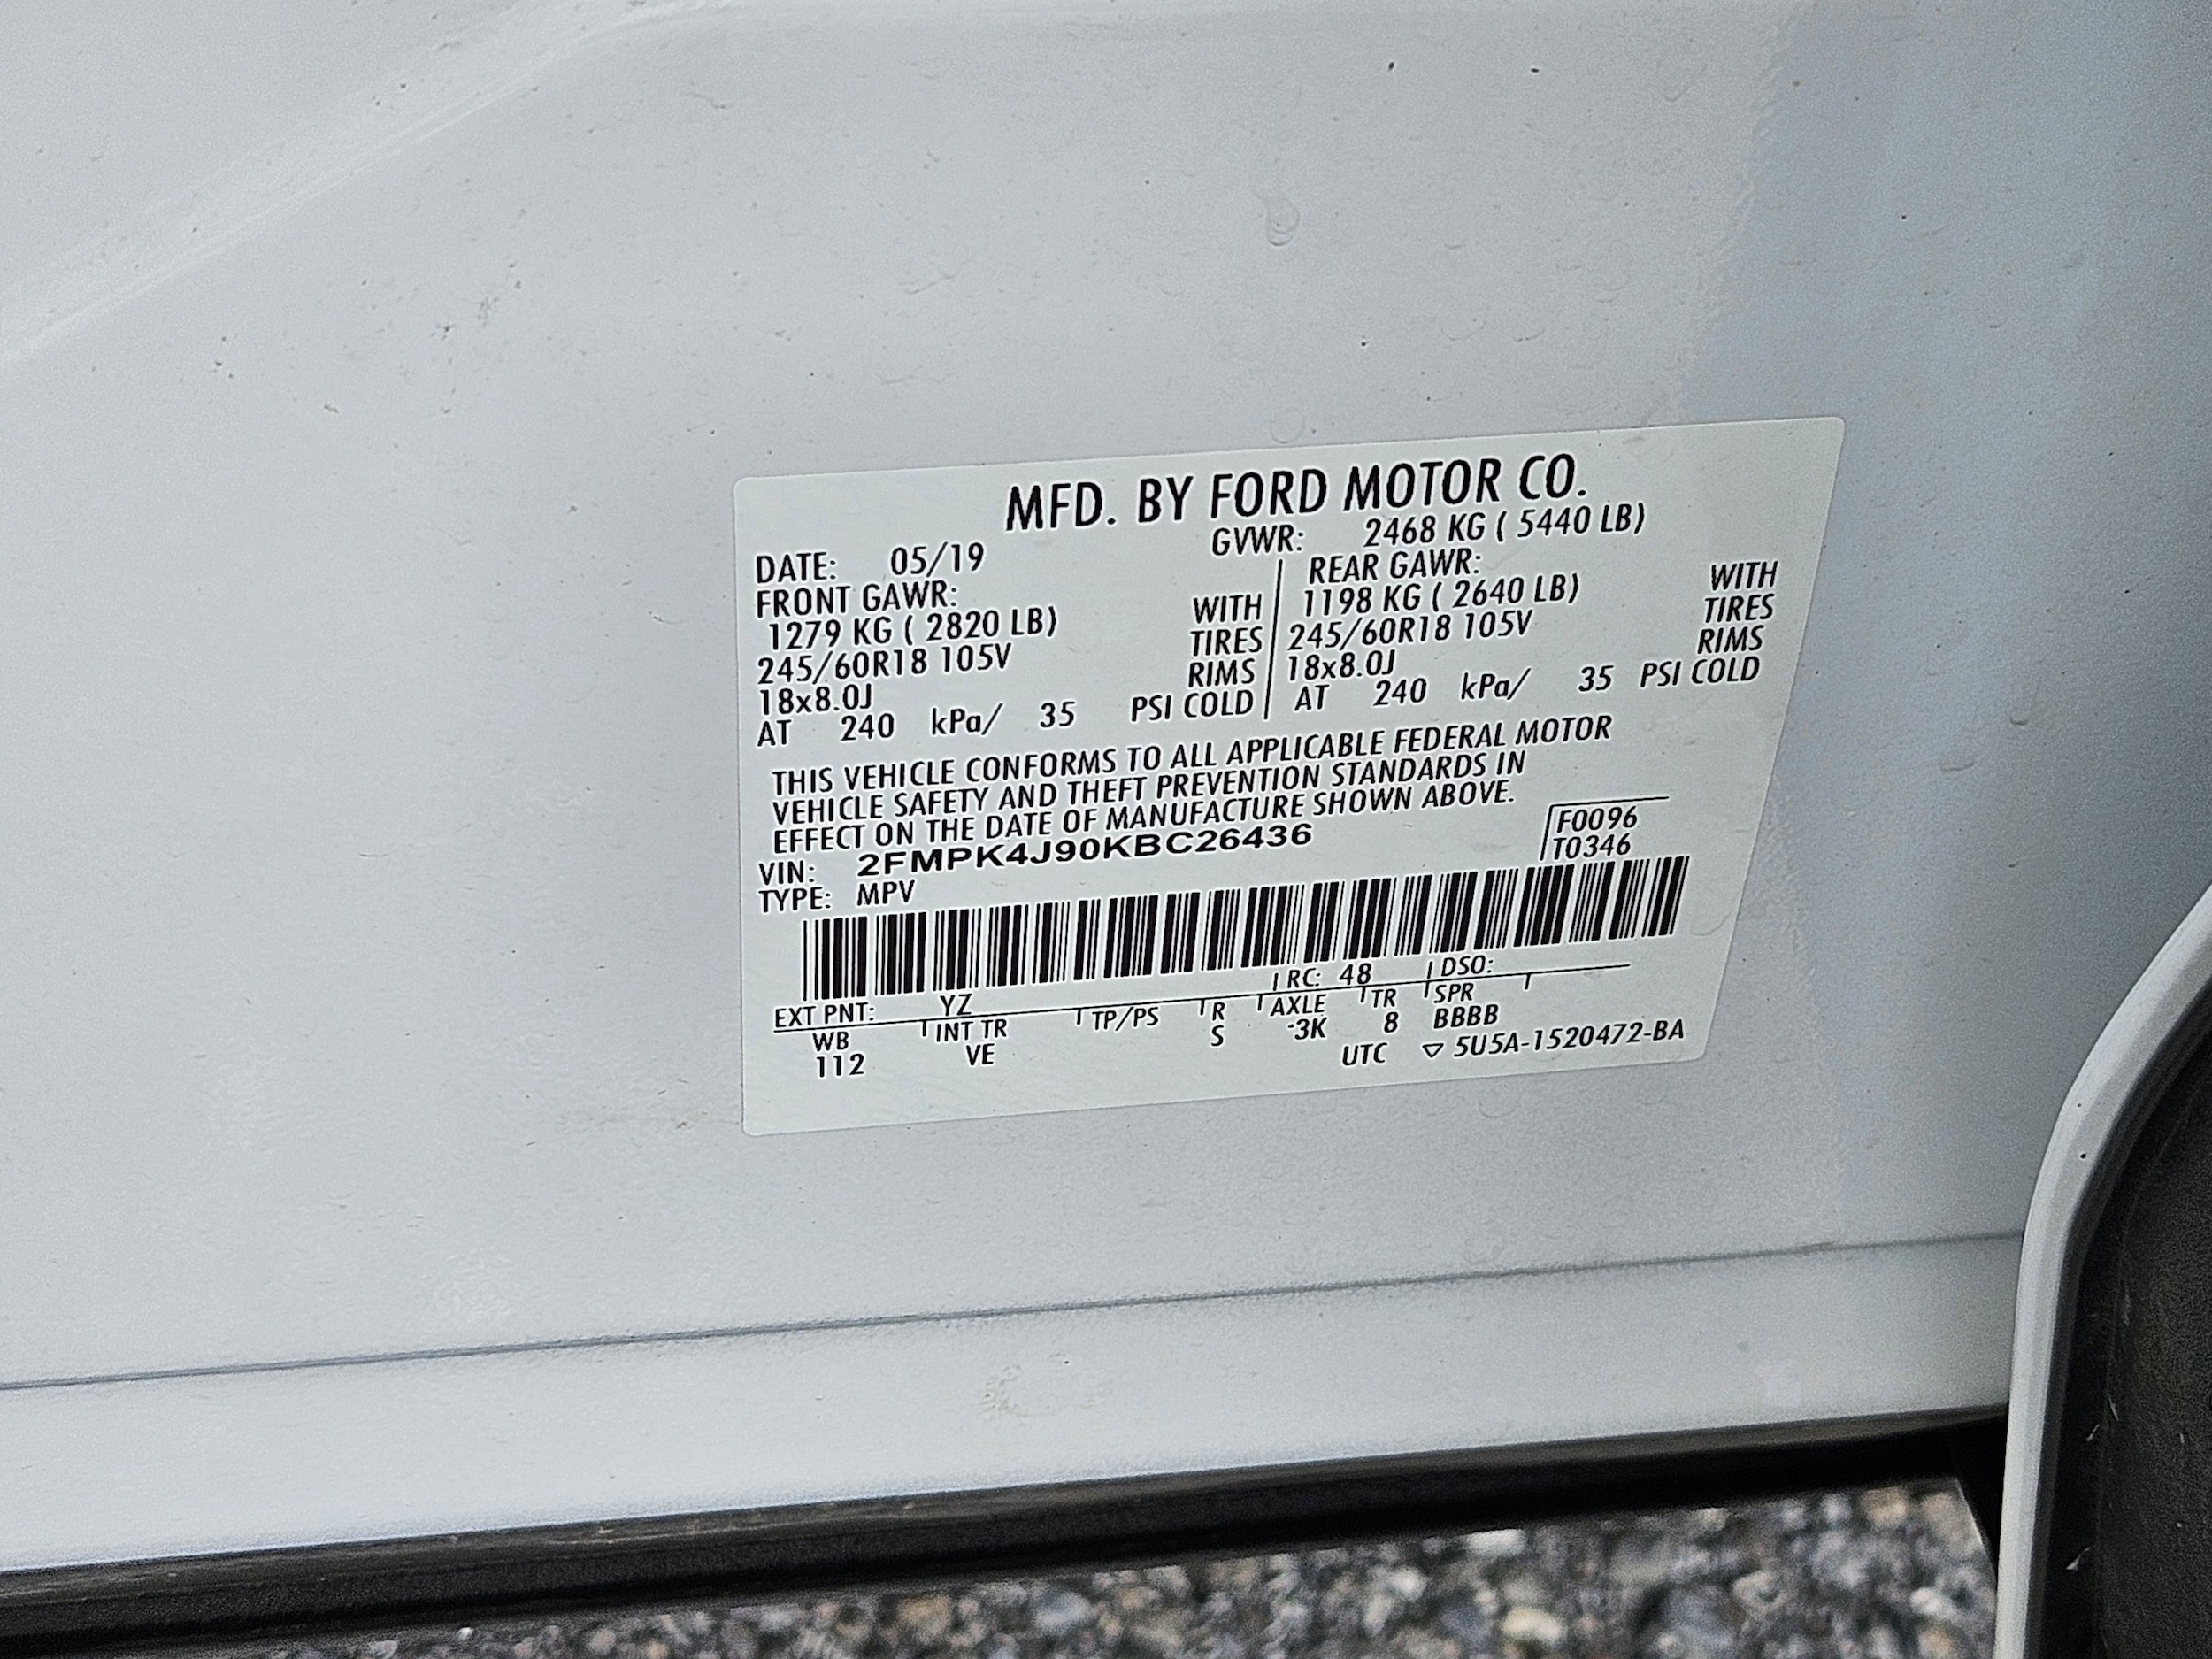 MFD. BY FORD MOTOR CO.
DATE: 05/19 GVWR: 2468 KG ( 5440 LB)
FRONT GAWR: REAR GAWR:
1279 KG ( 2820 LB) WITH 1198 KG ( 2640 LB) WITH
245/60R18 105V TIRES 245/60R18 105V TIRES
18x8.0J RIMS 18x8.0J RIMS
AT 240 kPa/ 35 PSI COLD AT 240 kPa/ 35 PSI COLD
THIS VEHICLE CONFORMS TO ALL APPLICABLE FEDERAL MOTOR
VEHICLE SAFETY AND THEFT PREVENTION STANDARDS IN
EFFECT ON THE DATE OF MANUFACTURE SHOWN ABOVE.
VIN: 2FMPK4J90KBC26436 F0096
TYPE: MPV T0346
EXT PNT: YZ RC: 48 DSO:
WB INT TR TP/PS R AXLE TR SPR
112 VE S 3K 8 BBBB
UTC ▽ 5U5A-1520472-BA